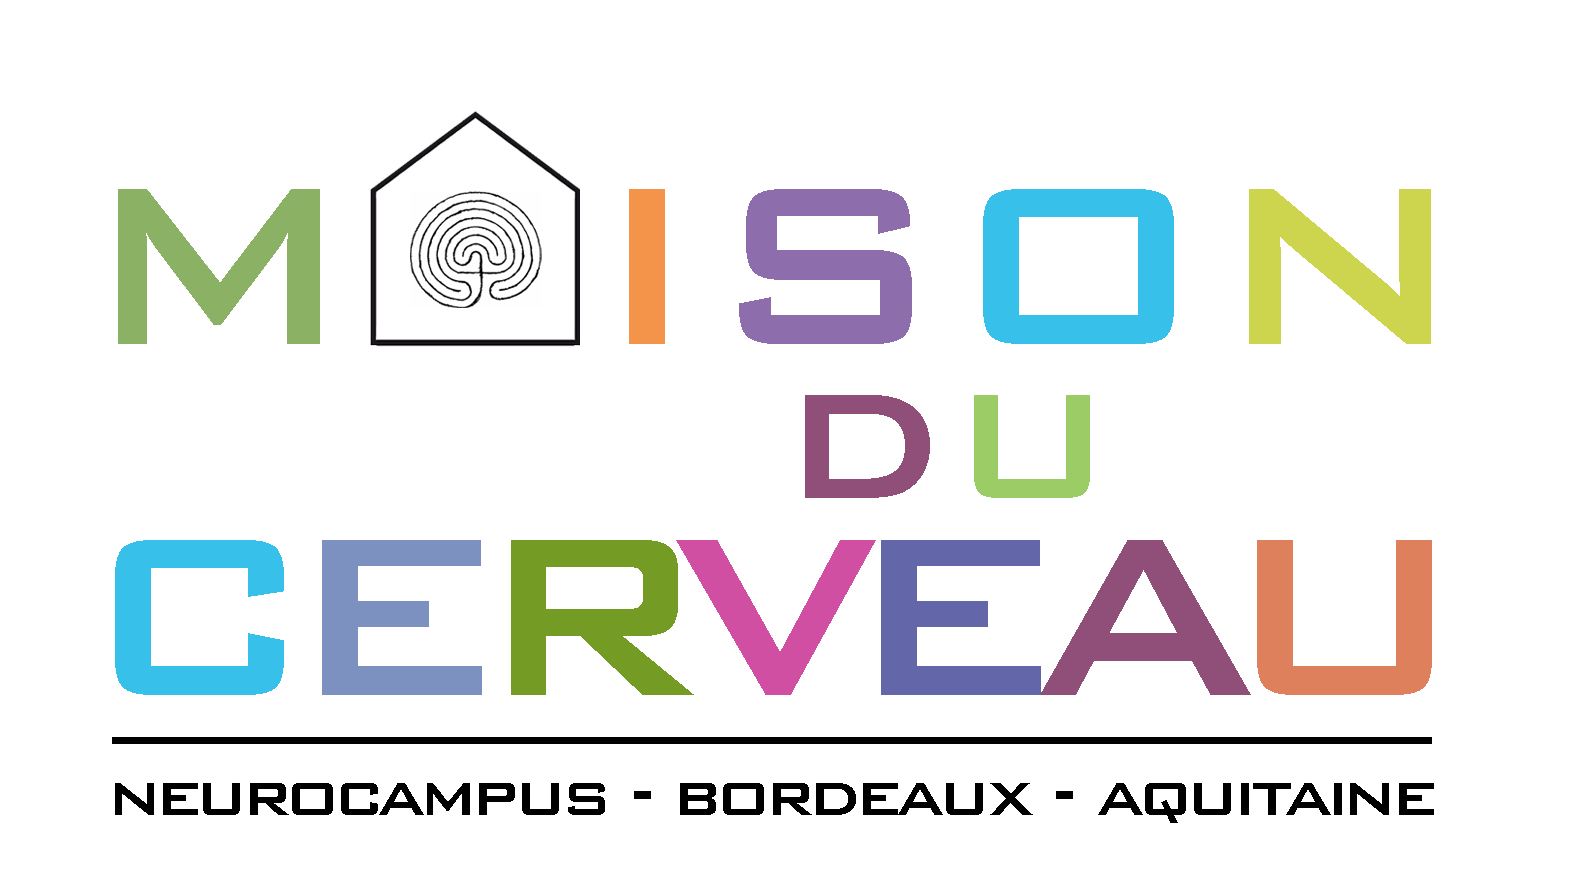 MAISON
DU
CERVEAU
NEUROCAMPUS - BORDEAUX - AQUITAINE